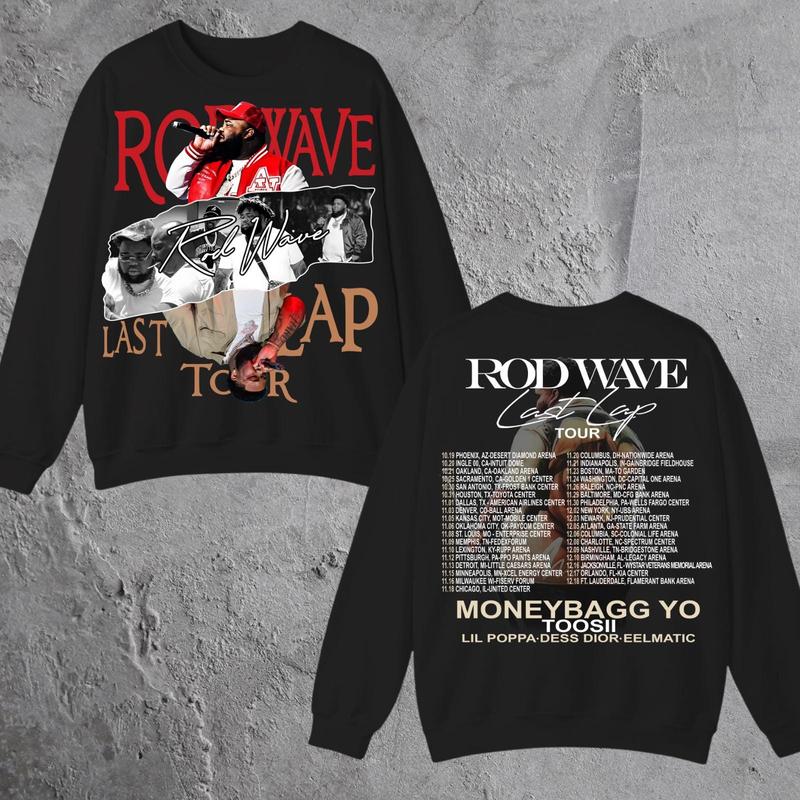 ROD WAVE
Rod Wave
LAST LAP
TOUR
ROD WAVE
Last Lap
TOUR
10.19 PHOENIX, AZ-DESERT DIAMOND ARENA
10.20 INGLE 00, CA-INTUIT DOME
10.21 OAKLAND, CA-OAKLAND ARENA
10.25 SACRAMENTO, CA-GOLDEN 1 CENTER
10.30 SAN ANTONIO, TX-FROST BANK CENTER
10.31 HOUSTON, TX-TOYOTA CENTER
11.01 DALLAS, TX - AMERICAN AIRLINES CENTER
11.03 DENVER, CO-BALL ARENA
11.05 KANSAS CITY, MOT-MOBILE CENTER
11.06 OKLAHOMA CITY, OK-PAYCOM CENTER
11.08 ST. LOUIS, MO - ENTERPRISE CENTER
11.09 MEMPHIS, TN-FEDEXFORUM
11.10 LEXINGTON, KY-RUPP ARENA
11.12 PITTSBURGH, PA-PPO PAINTS ARENA
11.13 DETROIT, MI-LITTLE CAESARS ARENA
11.15 MINNEAPOLIS, MN-XCEL ENERGY CENTER
11.16 MILWAUKEE WI-FISERV FORUM
11.18 CHICAGO, IL-UNITED CENTER
11.20 COLUMBUS, DH-NATIONWIDE ARENA
11.21 INDIANAPOLIS, IN-GAINBRIDGE FIELDHOUSE
11.23 BOSTON, MA-TO GARDEN
11.24 WASHINGTON, DC-CAPITAL ONE ARENA
11.26 RALEIGH, NC-PNC ARENA
11.29 BALTIMORE, MD-CFG BANK ARENA
11.30 PHILADELPHIA, PA-WELLS FARGO CENTER
12.02 NEW YORK, NY-UBS ARENA
12.03 NEWARK, NJ-PRUDENTIAL CENTER
12.05 ATLANTA, GA-STATE FARM ARENA
12.06 COLUMBIA, SC-COLONIAL LIFE ARENA
12.08 CHARLOTTE, NC-SPECTRUM CENTER
12.09 NASHVILLE, TN-BRIDGESTONE ARENA
12.10 BIRMINGHAM, AL-LEGACY ARENA
12.16 JACKSONVILLE, FL-WYSTAR VETERANS MEMORIAL ARENA
12.17 ORLANDO, FL-KIA CENTER
12.18 FT. LAUDERDALE, FLAMERANT BANK ARENA
MONEYBAGG YO
TOOSII
LIL POPPA·DESS DIOR·EELMATIC